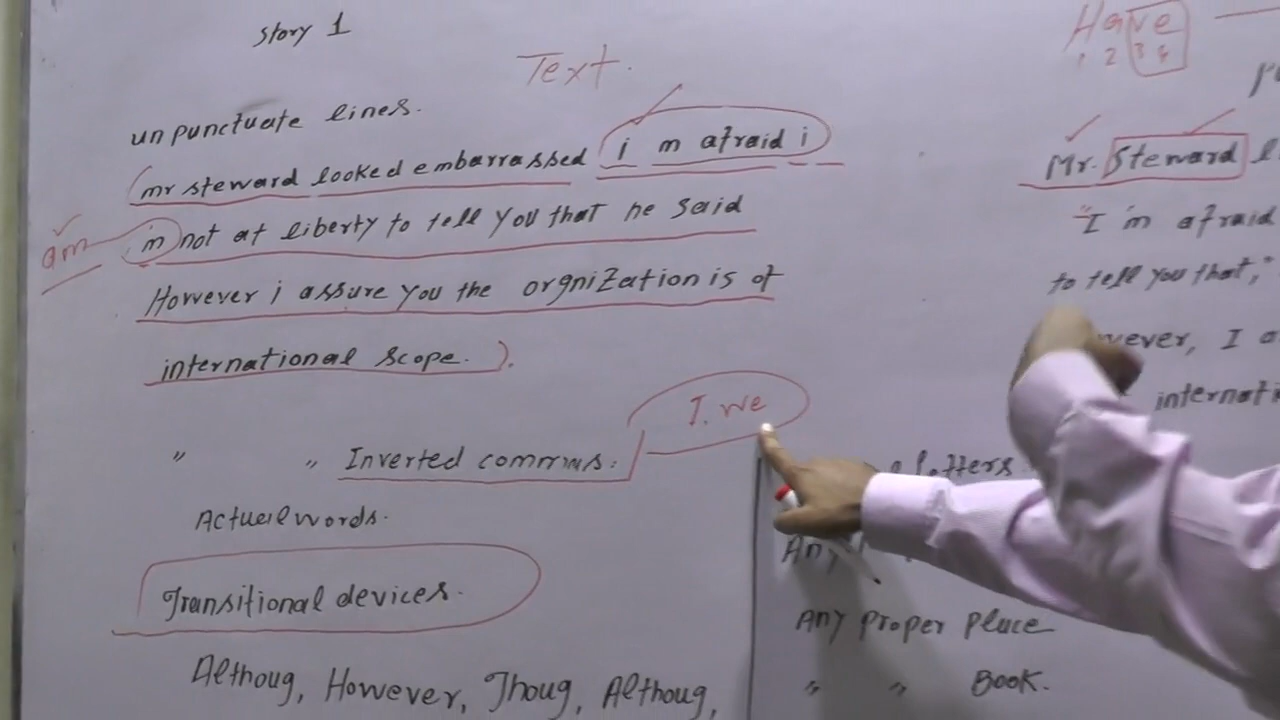 Story 1
Text.
unpunctuate lines.
(mr steward looked embarrassed i m afraid i
am m not at liberty to tell you that he said
However i assure you the orgnization is of
international scope.).
" " Inverted commas.
I. we
Actual words.
Transitional devices.
Althoug, However, Thoug, Althoug,
Have
1 2 3 4
Mr. Steward l
"I'm afraid
to tell you that,"
wever, I a
internati
letters.
Any
Any proper place
" " Book.